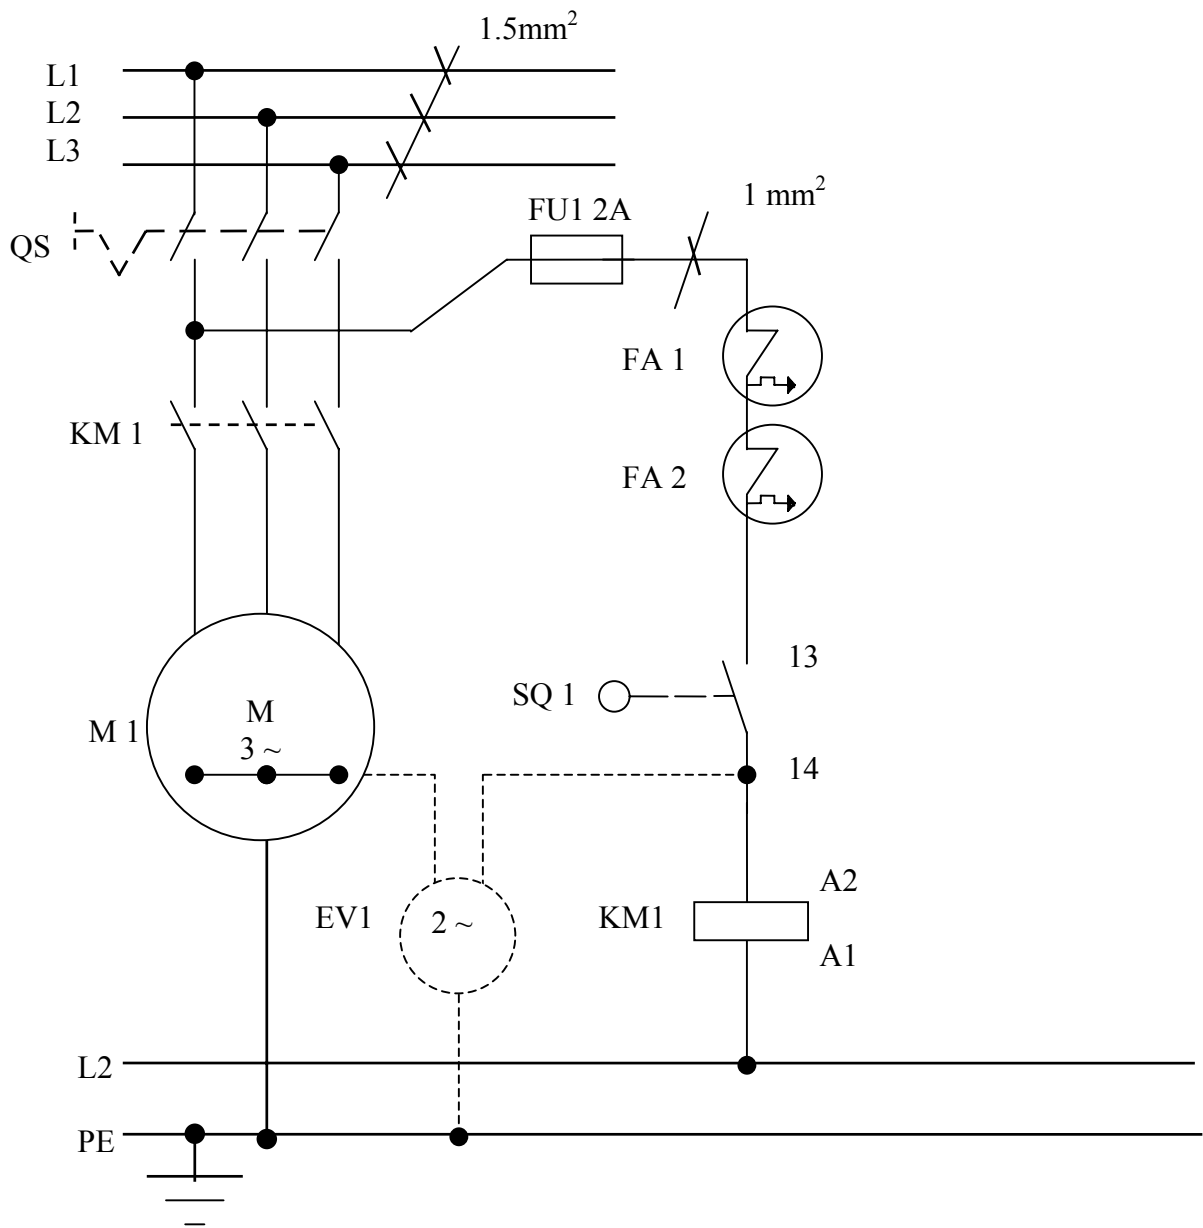 1.5mm²
L1
L2
L3
1 mm²
FU1 2A
QS
FA 1
KM 1
FA 2
13
SQ 1
M
M 1
3 ~
14
A2
EV1
2 ~
KM1
A1
L2
PE